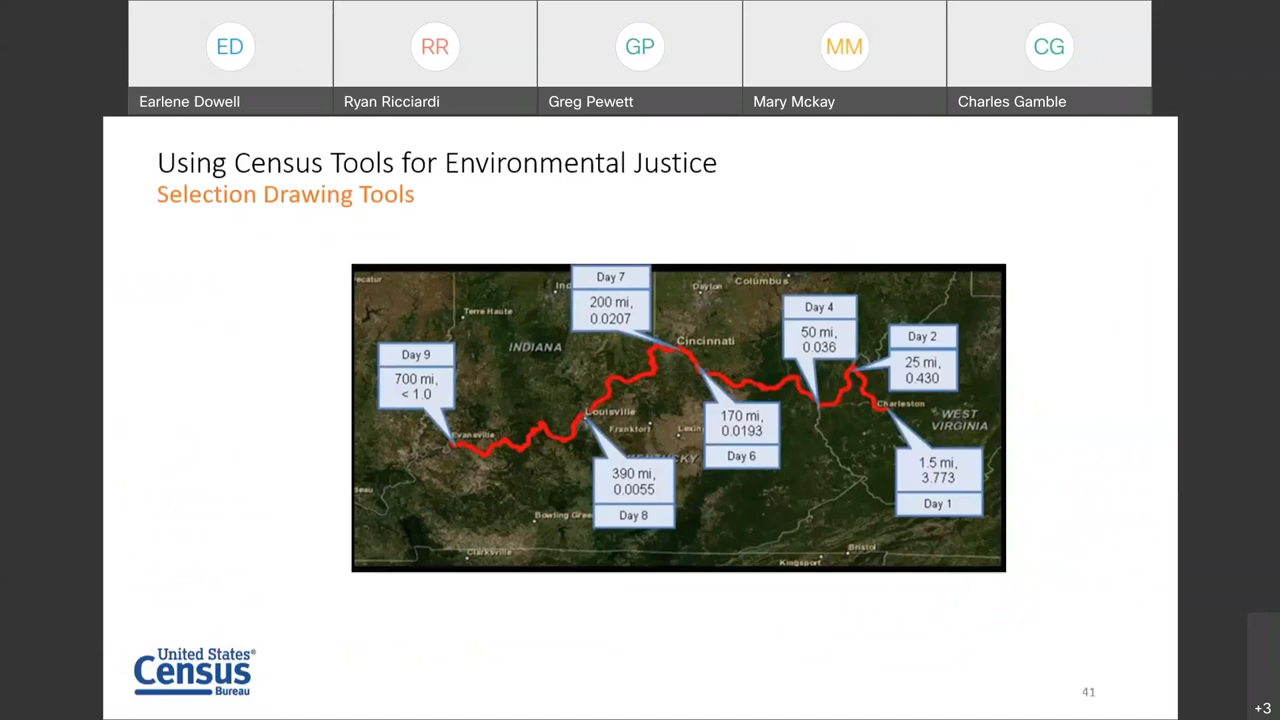 ED
RR
GP
MM
CG
Earlene Dowell
Ryan Ricciardi
Greg Pewett
Mary Mckay
Charles Gamble
Using Census Tools for Environmental Justice
Selection Drawing Tools
ecatur
Terre Haute
INDIANA
Ind
Dayton
Columbus
Cincinnati
Louisville
Frankfort
Lexin
KENTUCKY
Evansville
Charleston
WEST
VIRGINIA
Bowling Gree
Clarksville
Kingsport
Bristol
Day 9
700 mi,
< 1.0
Day 7
200 mi,
0.0207
Day 4
50 mi,
0.036
Day 2
25 mi,
0.430
390 mi,
0.0055
Day 8
170 mi,
0.0193
Day 6
1.5 mi,
3.773
Day 1
United States®
Census
Bureau
41
+3